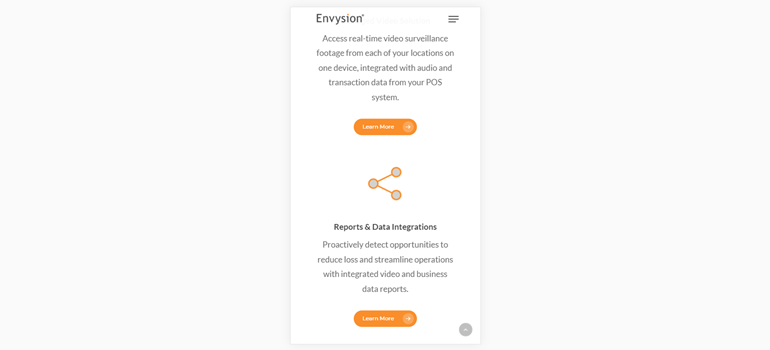 Envysion
Access real-time video surveillance
footage from each of your locations on
one device, integrated with audio and
transaction data from your POS
system.
Learn More
Reports & Data Integrations
Proactively detect opportunities to
reduce loss and streamline operations
with integrated video and business
data reports.
Learn More